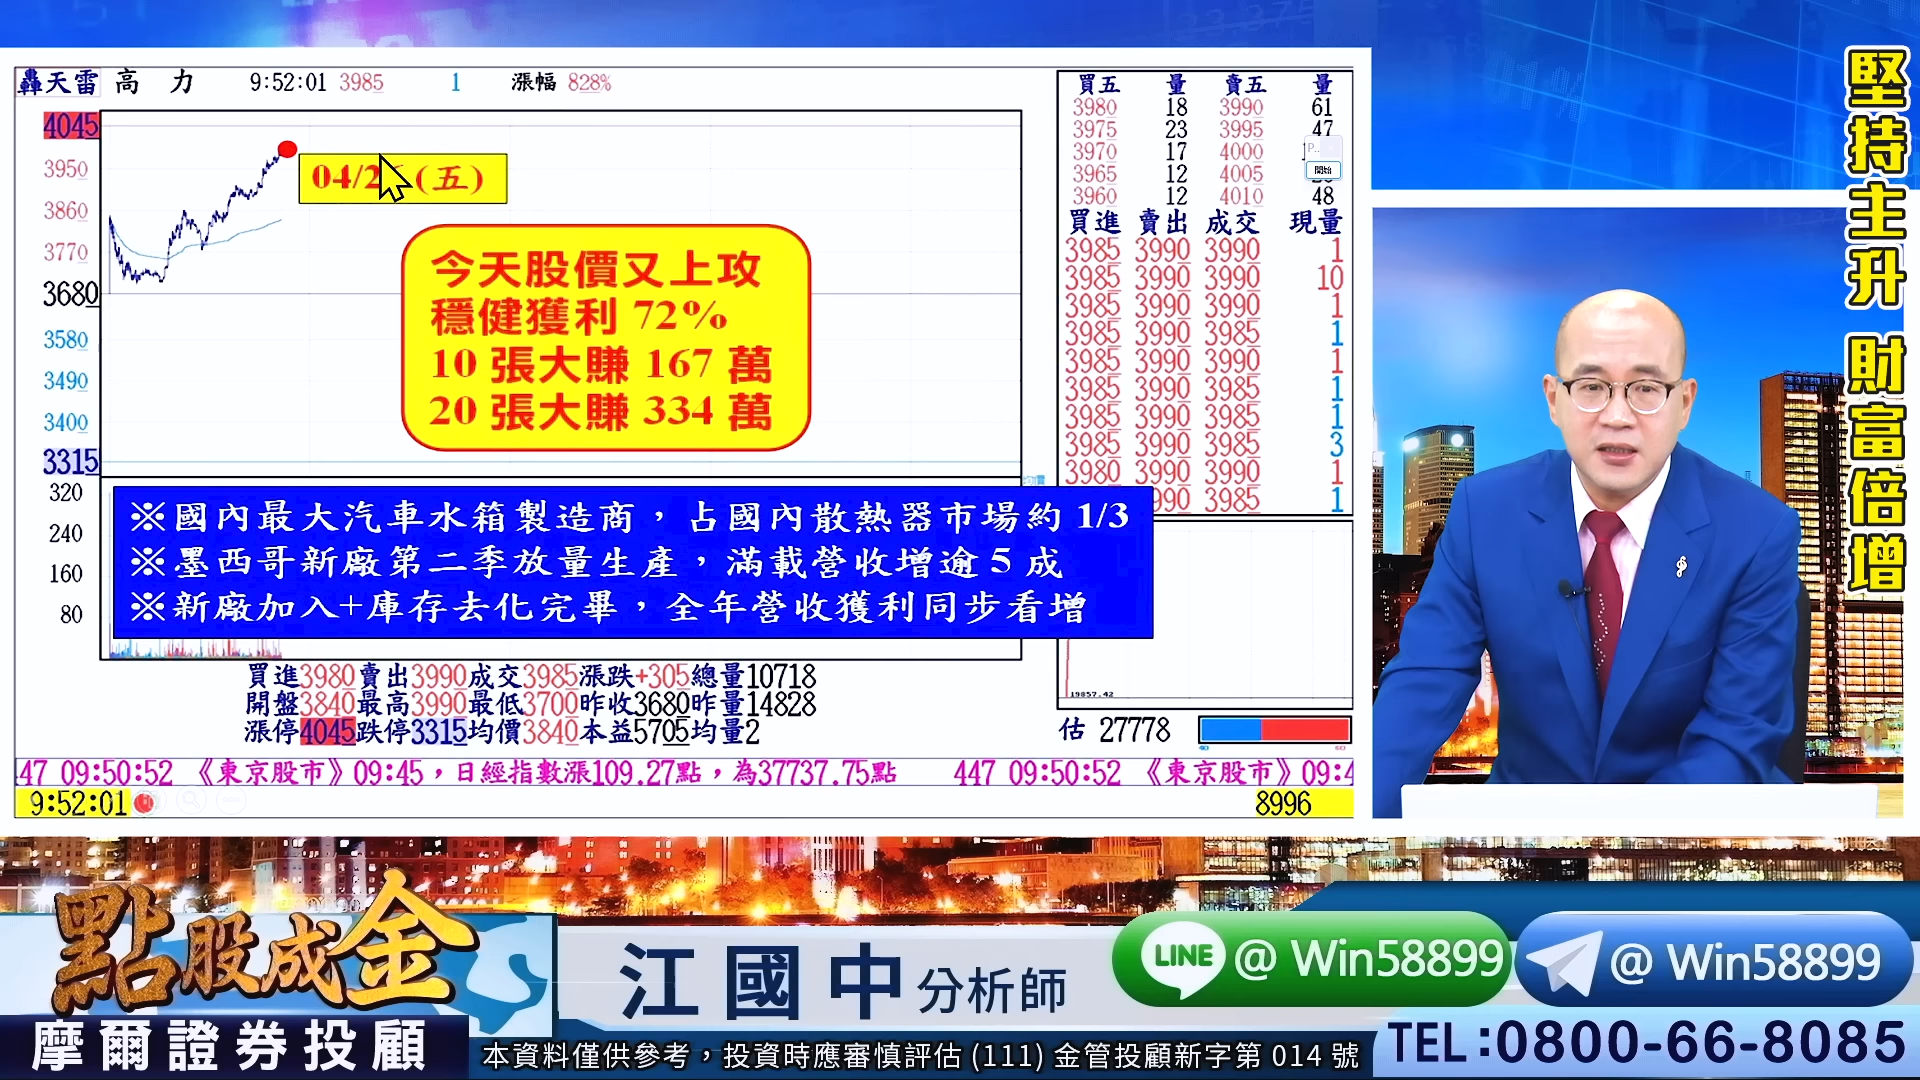 轟天雷 高 力 9:52:01 3985 1 漲幅 828%
4045
3950
3860
3770
3680
3580
3490
3400
3315
320
240
160
80
04/2 (五)
今天股價又上攻
穩健獲利 72%
10 張大賺 167 萬
20 張大賺 334 萬
※國內最大汽車水箱製造商，占國內散熱器市場約 1/3
※墨西哥新廠第二季放量生產，滿載營收增逾 5 成
※新廠加入+庫存去化完畢，全年營收獲利同步看增
買五 量 賣五 量
3980 18 3990 61
3975 23 3995 47
3970 17 4000
3965 12 4005
3960 12 4010 48
開始
買進 賣出 成交 現量
3985 3990 3990 1
3985 3990 3990 10
3985 3990 3990 1
3985 3990 3985 1
3985 3990 3990 1
3985 3990 3985 1
3985 3990 3985 1
3985 3990 3985 3
3980 3990 3990 1
990 3985 1
19857.42
估 27778
買進3980賣出3990成交3985漲跌+305總量10718
開盤3840最高3990最低3700昨收3680昨量14828
漲停4045跌停3315均價3840本益5705均量2
.47 09:50:52 《東京股市》09:45，日經指數漲109.27點，為37737.75點 447 09:50:52 《東京股市》09:4
9:52:01 8996
堅持主升 財富倍增
點股成金
摩爾證券投顧
江國中 分析師
LINE @ Win58899
@ Win58899
本資料僅供參考，投資時應審慎評估 (111) 金管投顧新字第 014 號
TEL:0800-66-8085